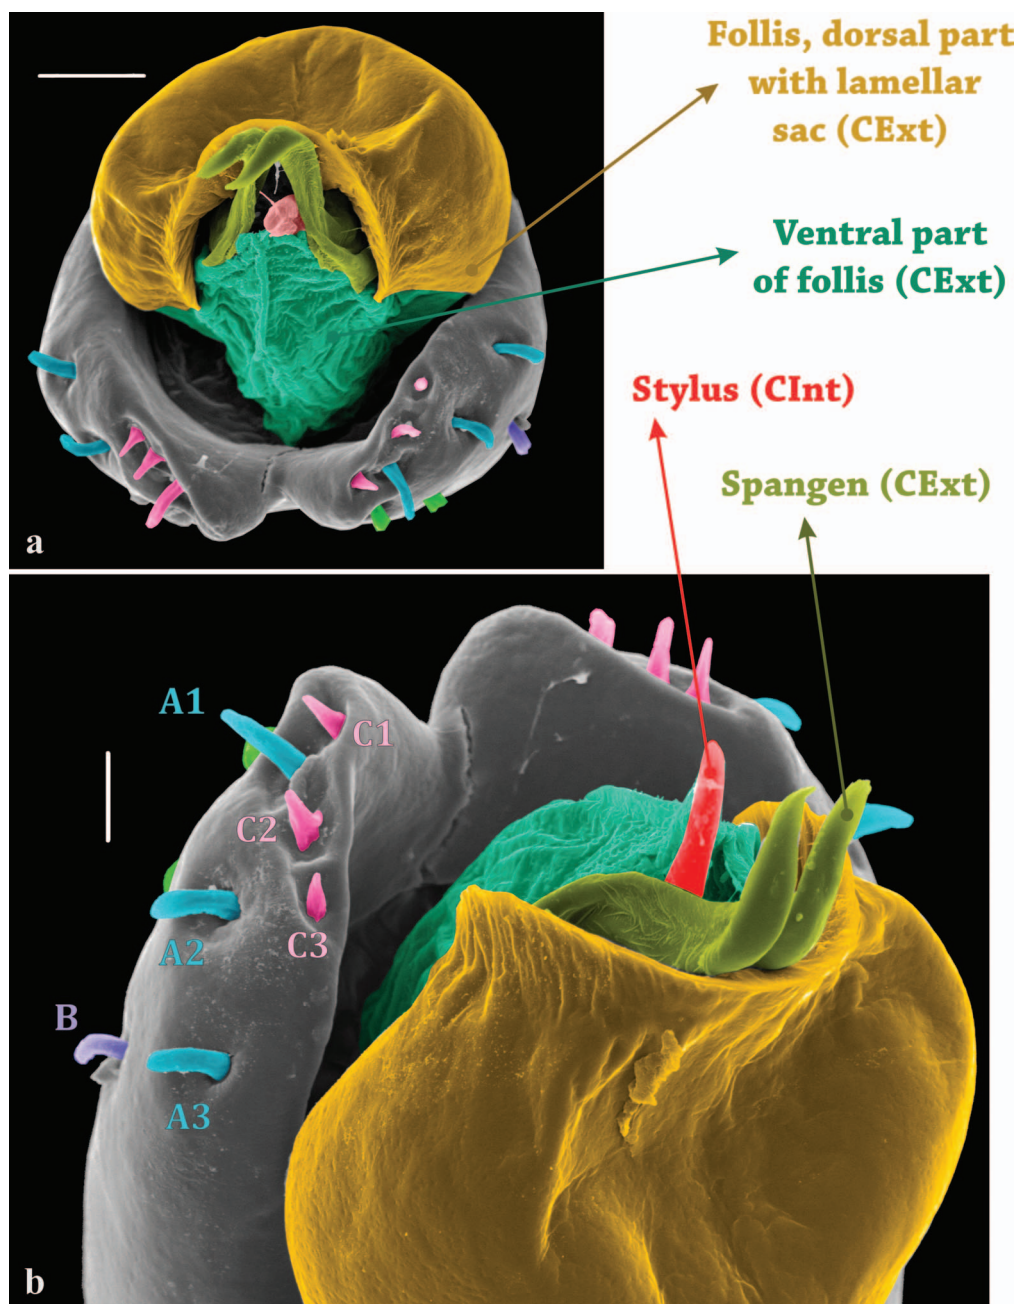 Follis, dorsal part
with lamellar
sac (CExt)
Ventral part
of follis (CExt)
Stylus (CInt)
Spangen (CExt)
a
A1
C1
C2
A2
C3
B
A3
b